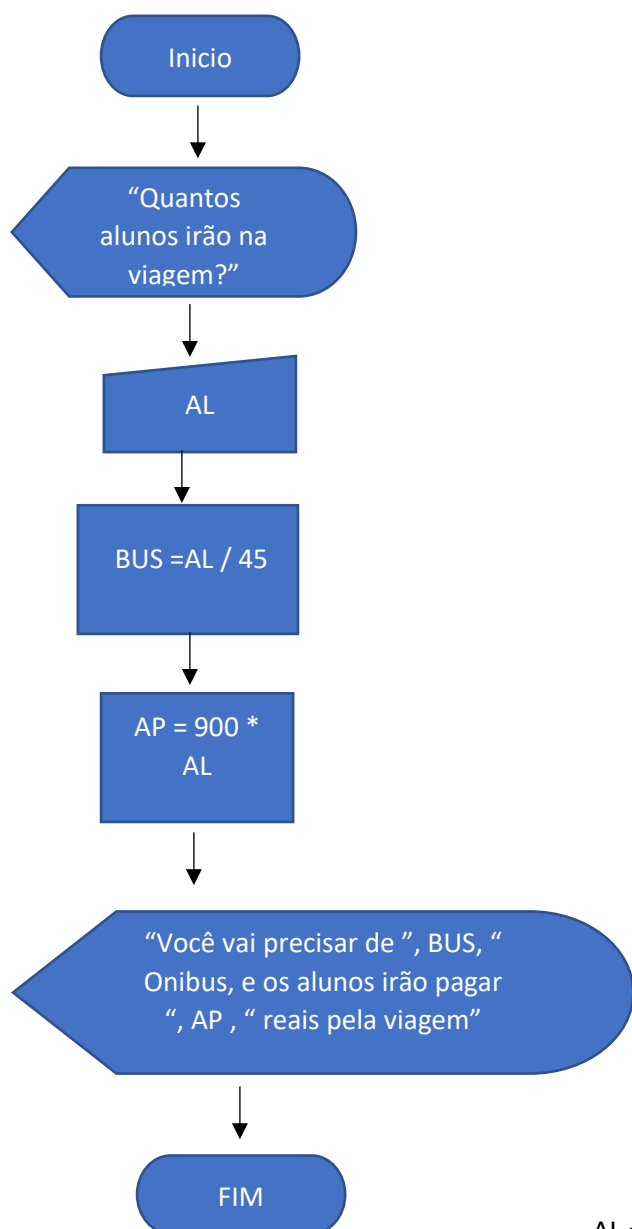 Inicio
“Quantos
alunos irão na
viagem?”
AL
BUS =AL / 45
AP = 900 *
AL
“Você vai precisar de ”, BUS, “
Onibus, e os alunos irão pagar
“, AP , “ reais pela viagem”
FIM
AL